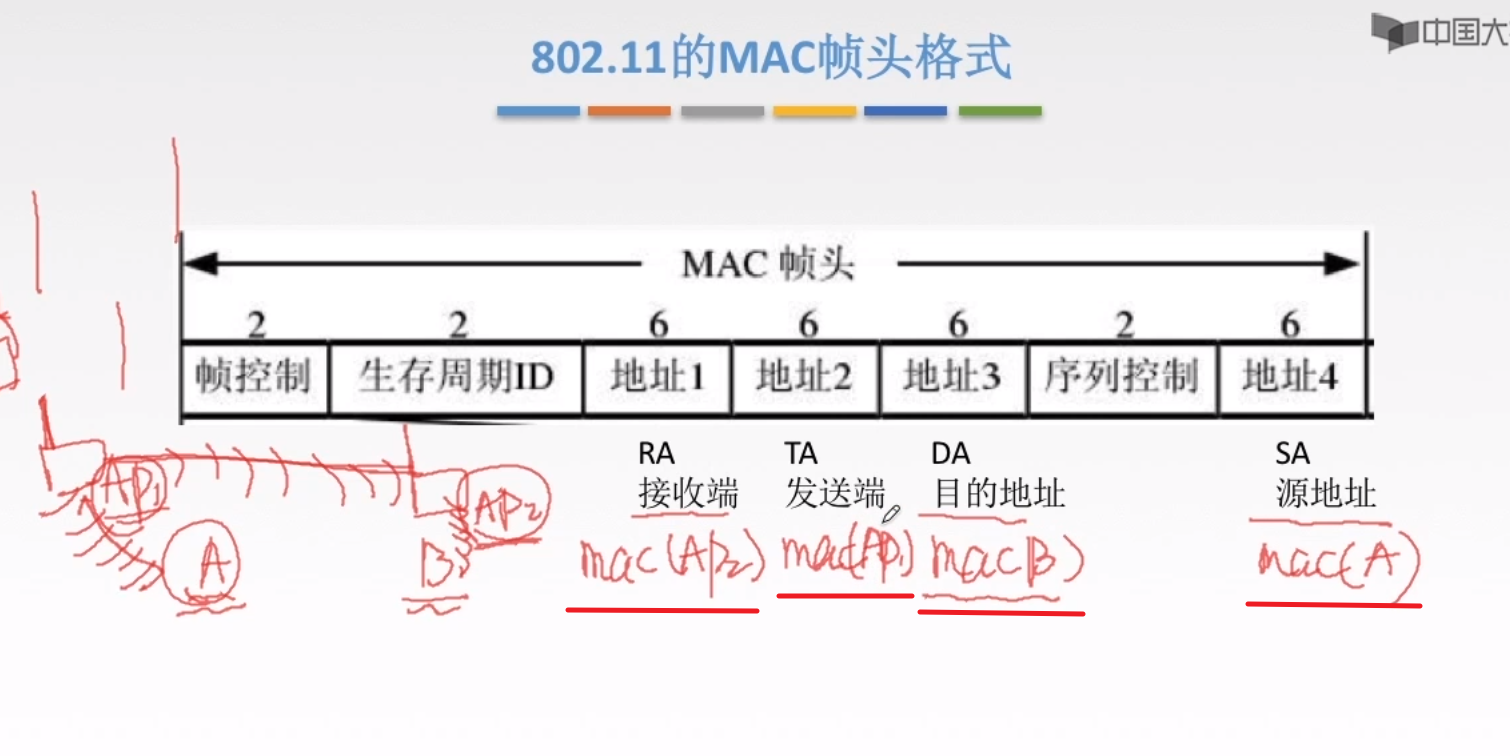 802.11的MAC帧头格式
中国大
MAC 帧头
2 2 6 6 6 2 6
帧控制 生存周期ID 地址1 地址2 地址3 序列控制 地址4
RA TA DA SA
接收端 发送端 目的地址 源地址
AP1 AP2
A B
mac(AP2) mac(AP1) mac(B) mac(A)